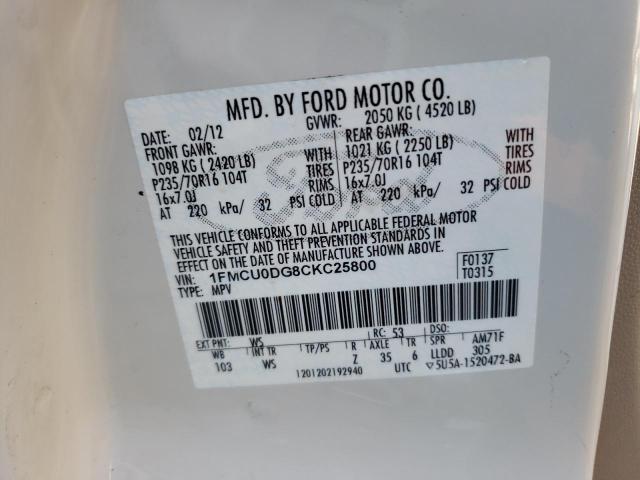 MFD. BY FORD MOTOR CO.
DATE: 02/12 GVWR: 2050 KG ( 4520 LB)
FRONT GAWR: REAR GAWR:
1098 KG ( 2420 LB) WITH 1021 KG ( 2250 LB) WITH
P235/70R16 104T TIRES P235/70R16 104T TIRES
16x7.0J RIMS 16x7.0J RIMS
AT 220 kPa/ 32 PSI COLD AT 220 kPa/ 32 PSI COLD
Ford
THIS VEHICLE CONFORMS TO ALL APPLICABLE FEDERAL MOTOR
VEHICLE SAFETY AND THEFT PREVENTION STANDARDS IN
EFFECT ON THE DATE OF MANUFACTURE SHOWN ABOVE.
VIN: 1FMCU0DG8CKC25800 F0137
TYPE: MPV T0315
EXT PNT: WS RC: 53 DSO:
WB INT TR TP/PS R AXLE TR SPR AM71F
103 WS Z 35 6 LLDD 305
1201202192940 UTC ▽5U5A-1520472-BA